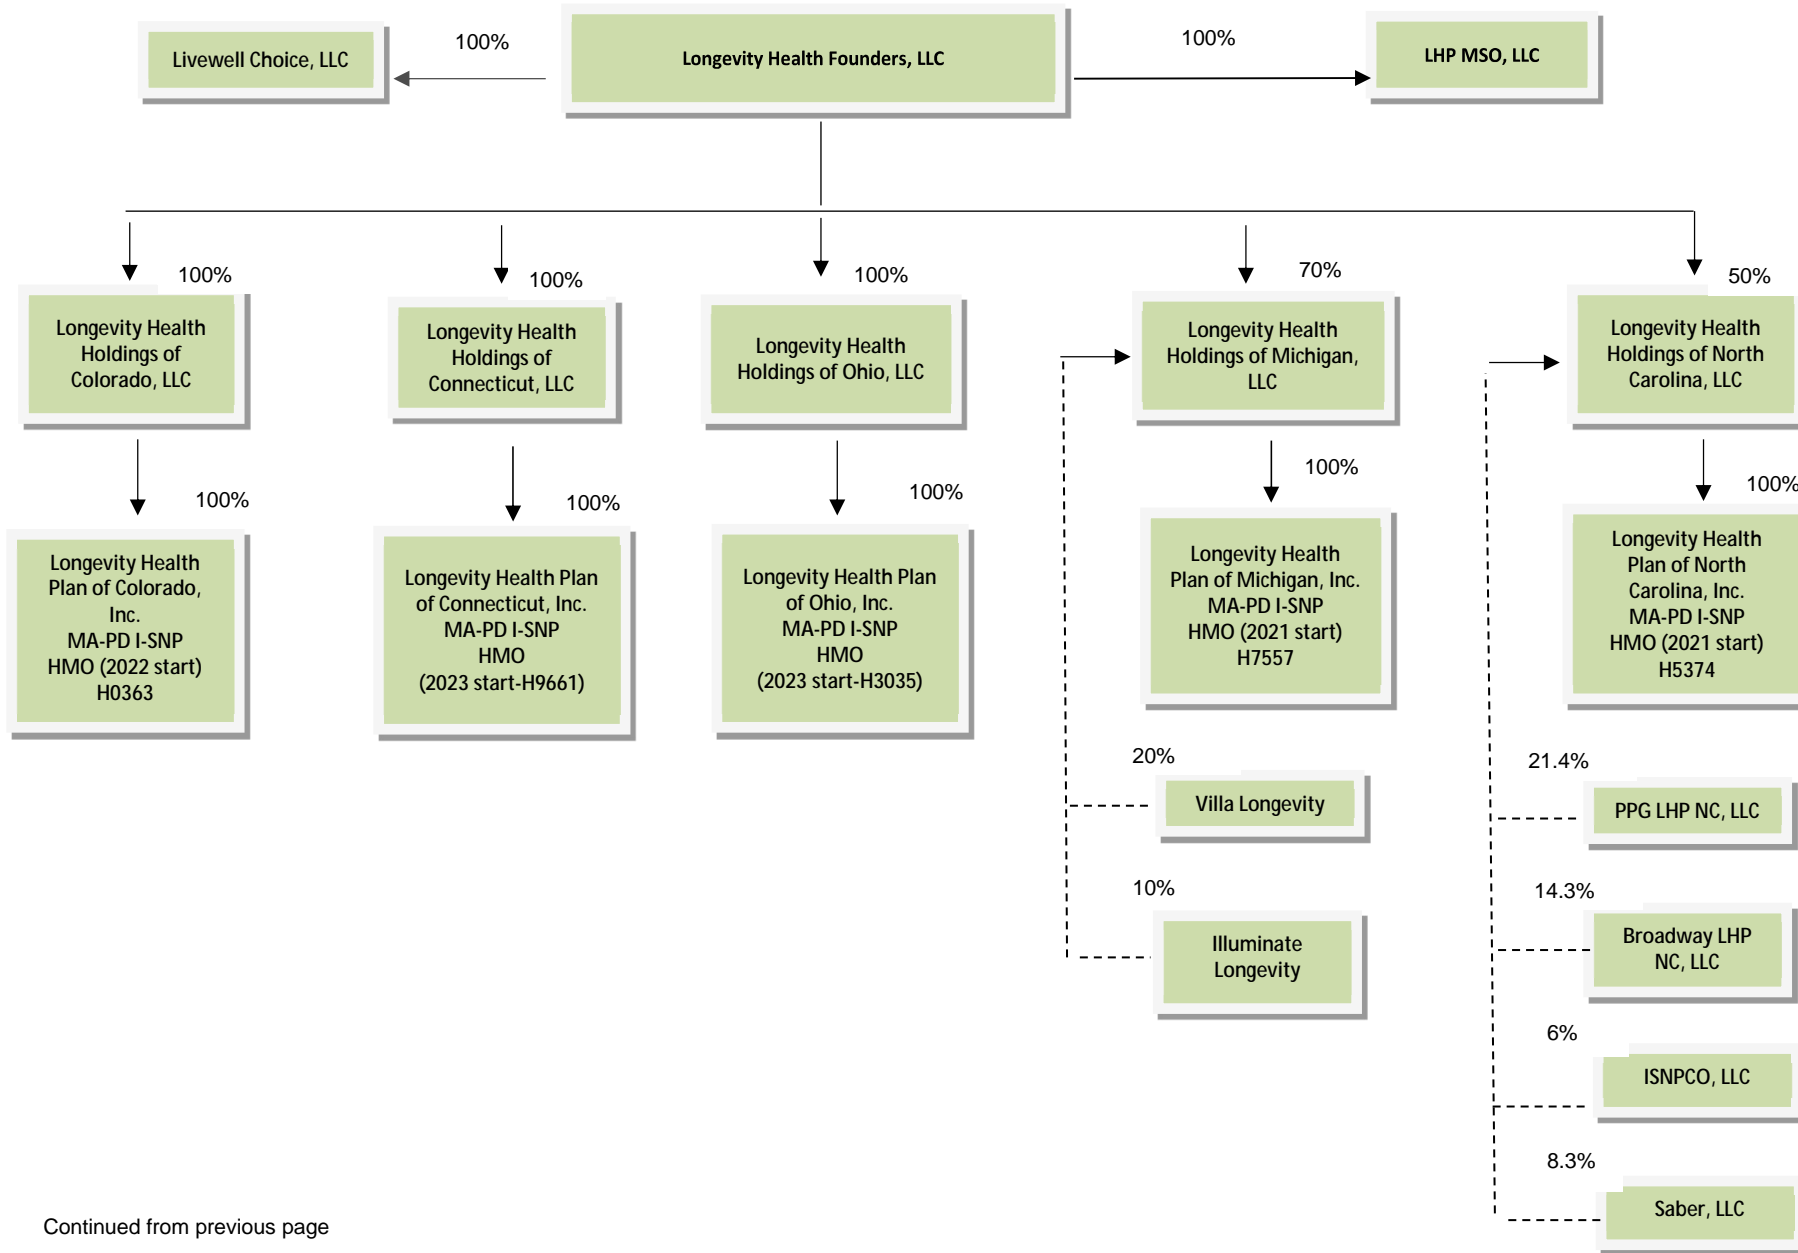 Livewell Choice, LLC
100%
Longevity Health Founders, LLC
100%
LHP MSO, LLC
100%
100%
100%
70%
50%
Longevity Health
Holdings of
Colorado, LLC
Longevity Health
Holdings of
Connecticut, LLC
Longevity Health
Holdings of Ohio, LLC
Longevity Health
Holdings of Michigan,
LLC
Longevity Health
Holdings of North
Carolina, LLC
100%
100%
100%
100%
100%
Longevity Health
Plan of Colorado,
Inc.
MA-PD I-SNP
HMO (2022 start)
H0363
Longevity Health Plan
of Connecticut, Inc.
MA-PD I-SNP
HMO
(2023 start-H9661)
Longevity Health Plan
of Ohio, Inc.
MA-PD I-SNP
HMO
(2023 start-H3035)
Longevity Health
Plan of Michigan, Inc.
MA-PD I-SNP
HMO (2021 start)
H7557
Longevity Health
Plan of North
Carolina, Inc.
MA-PD I-SNP
HMO (2021 start)
H5374
20%
Villa Longevity
10%
Illuminate
Longevity
21.4%
PPG LHP NC, LLC
14.3%
Broadway LHP
NC, LLC
6%
ISNPCO, LLC
8.3%
Saber, LLC
Continued from previous page